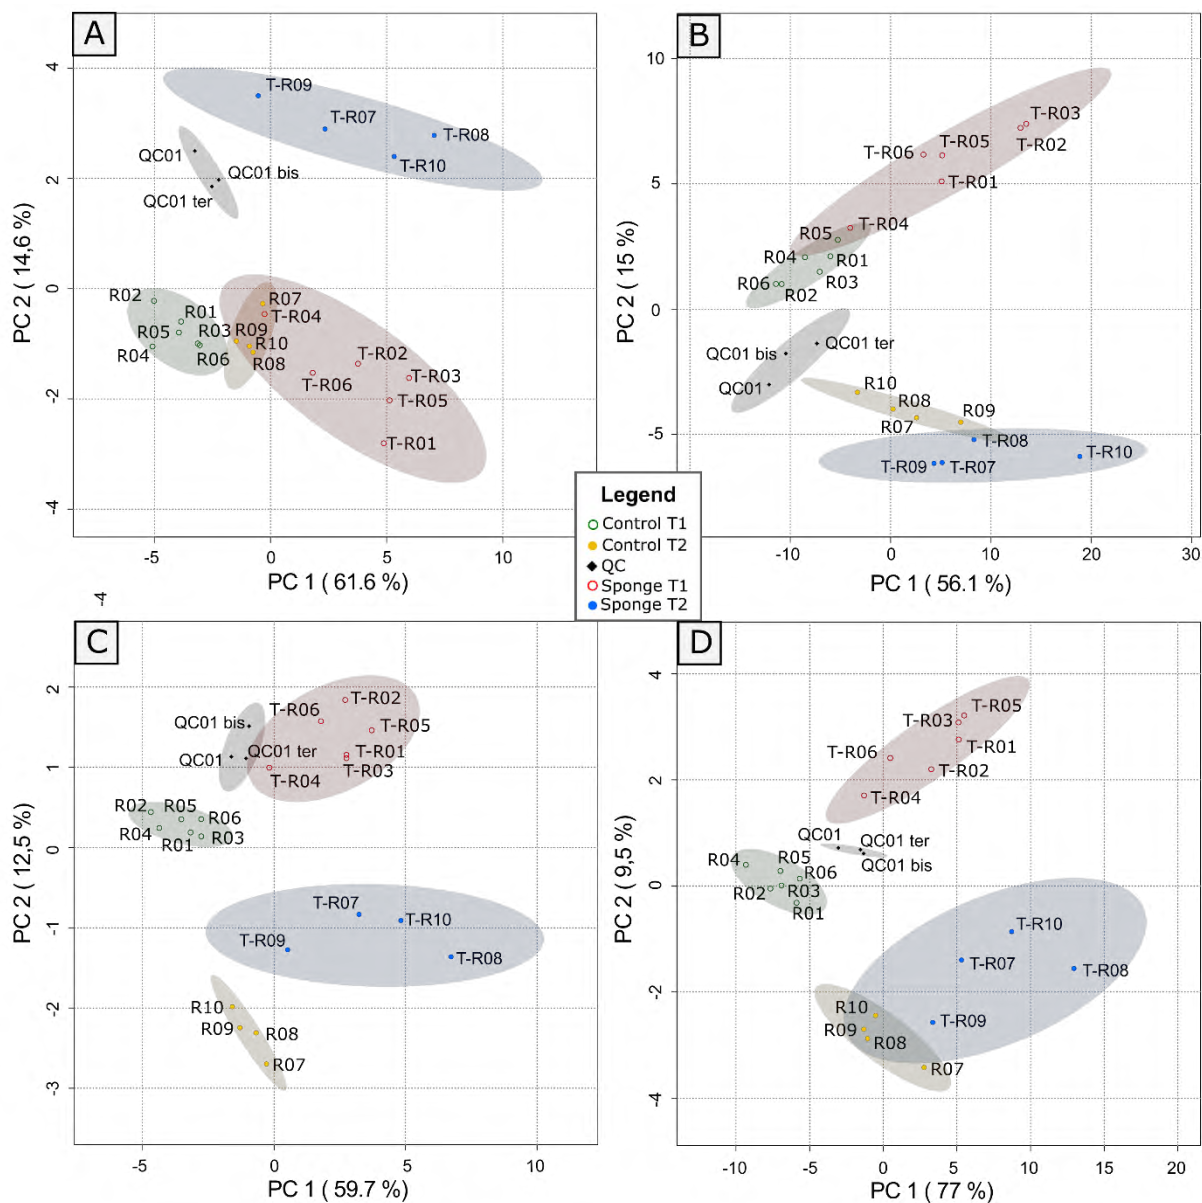 A
4
2
0
-2
-4
PC 2 ( 14,6 %)
T-R09
T-R07
T-R08
T-R10
QC01
QC01 bis
QC01 ter
R02
R01
R05
R03
R04
R06
R07
T-R04
R09
R10
R08
T-R02
T-R06
T-R03
T-R05
T-R01
-5
0
5
10
PC 1 ( 61.6 %)
-4
B
10
5
0
-5
PC 2 ( 15 %)
T-R03
T-R02
T-R05
T-R06
T-R01
T-R04
R05
R04
R01
R03
R06
R02
QC01 bis
QC01 ter
QC01
R10
R08
R09
R07
T-R08
T-R09
T-R07
T-R10
-10
0
10
20
30
PC 1 ( 56.1 %)
Legend
Control T1
Control T2
QC
Sponge T1
Sponge T2
C
2
1
0
-1
-2
-3
PC 2 ( 12,5 %)
T-R02
T-R06
QC01 bis
T-R05
QC01 ter
QC01
T-R01
T-R03
T-R04
R02
R05
R06
R04
R01
R03
T-R07
T-R10
T-R09
T-R08
R10
R09
R08
R07
-5
0
5
10
PC 1 ( 59.7 %)
D
4
2
0
-2
-4
PC 2 ( 9,5 %)
T-R05
T-R03
T-R01
T-R06
T-R02
T-R04
QC01
QC01 ter
QC01 bis
R04
R05
R06
R02
R03
R01
T-R10
T-R07
T-R08
T-R09
R10
R09
R08
R07
-10
-5
0
5
10
15
20
PC 1 ( 77 %)